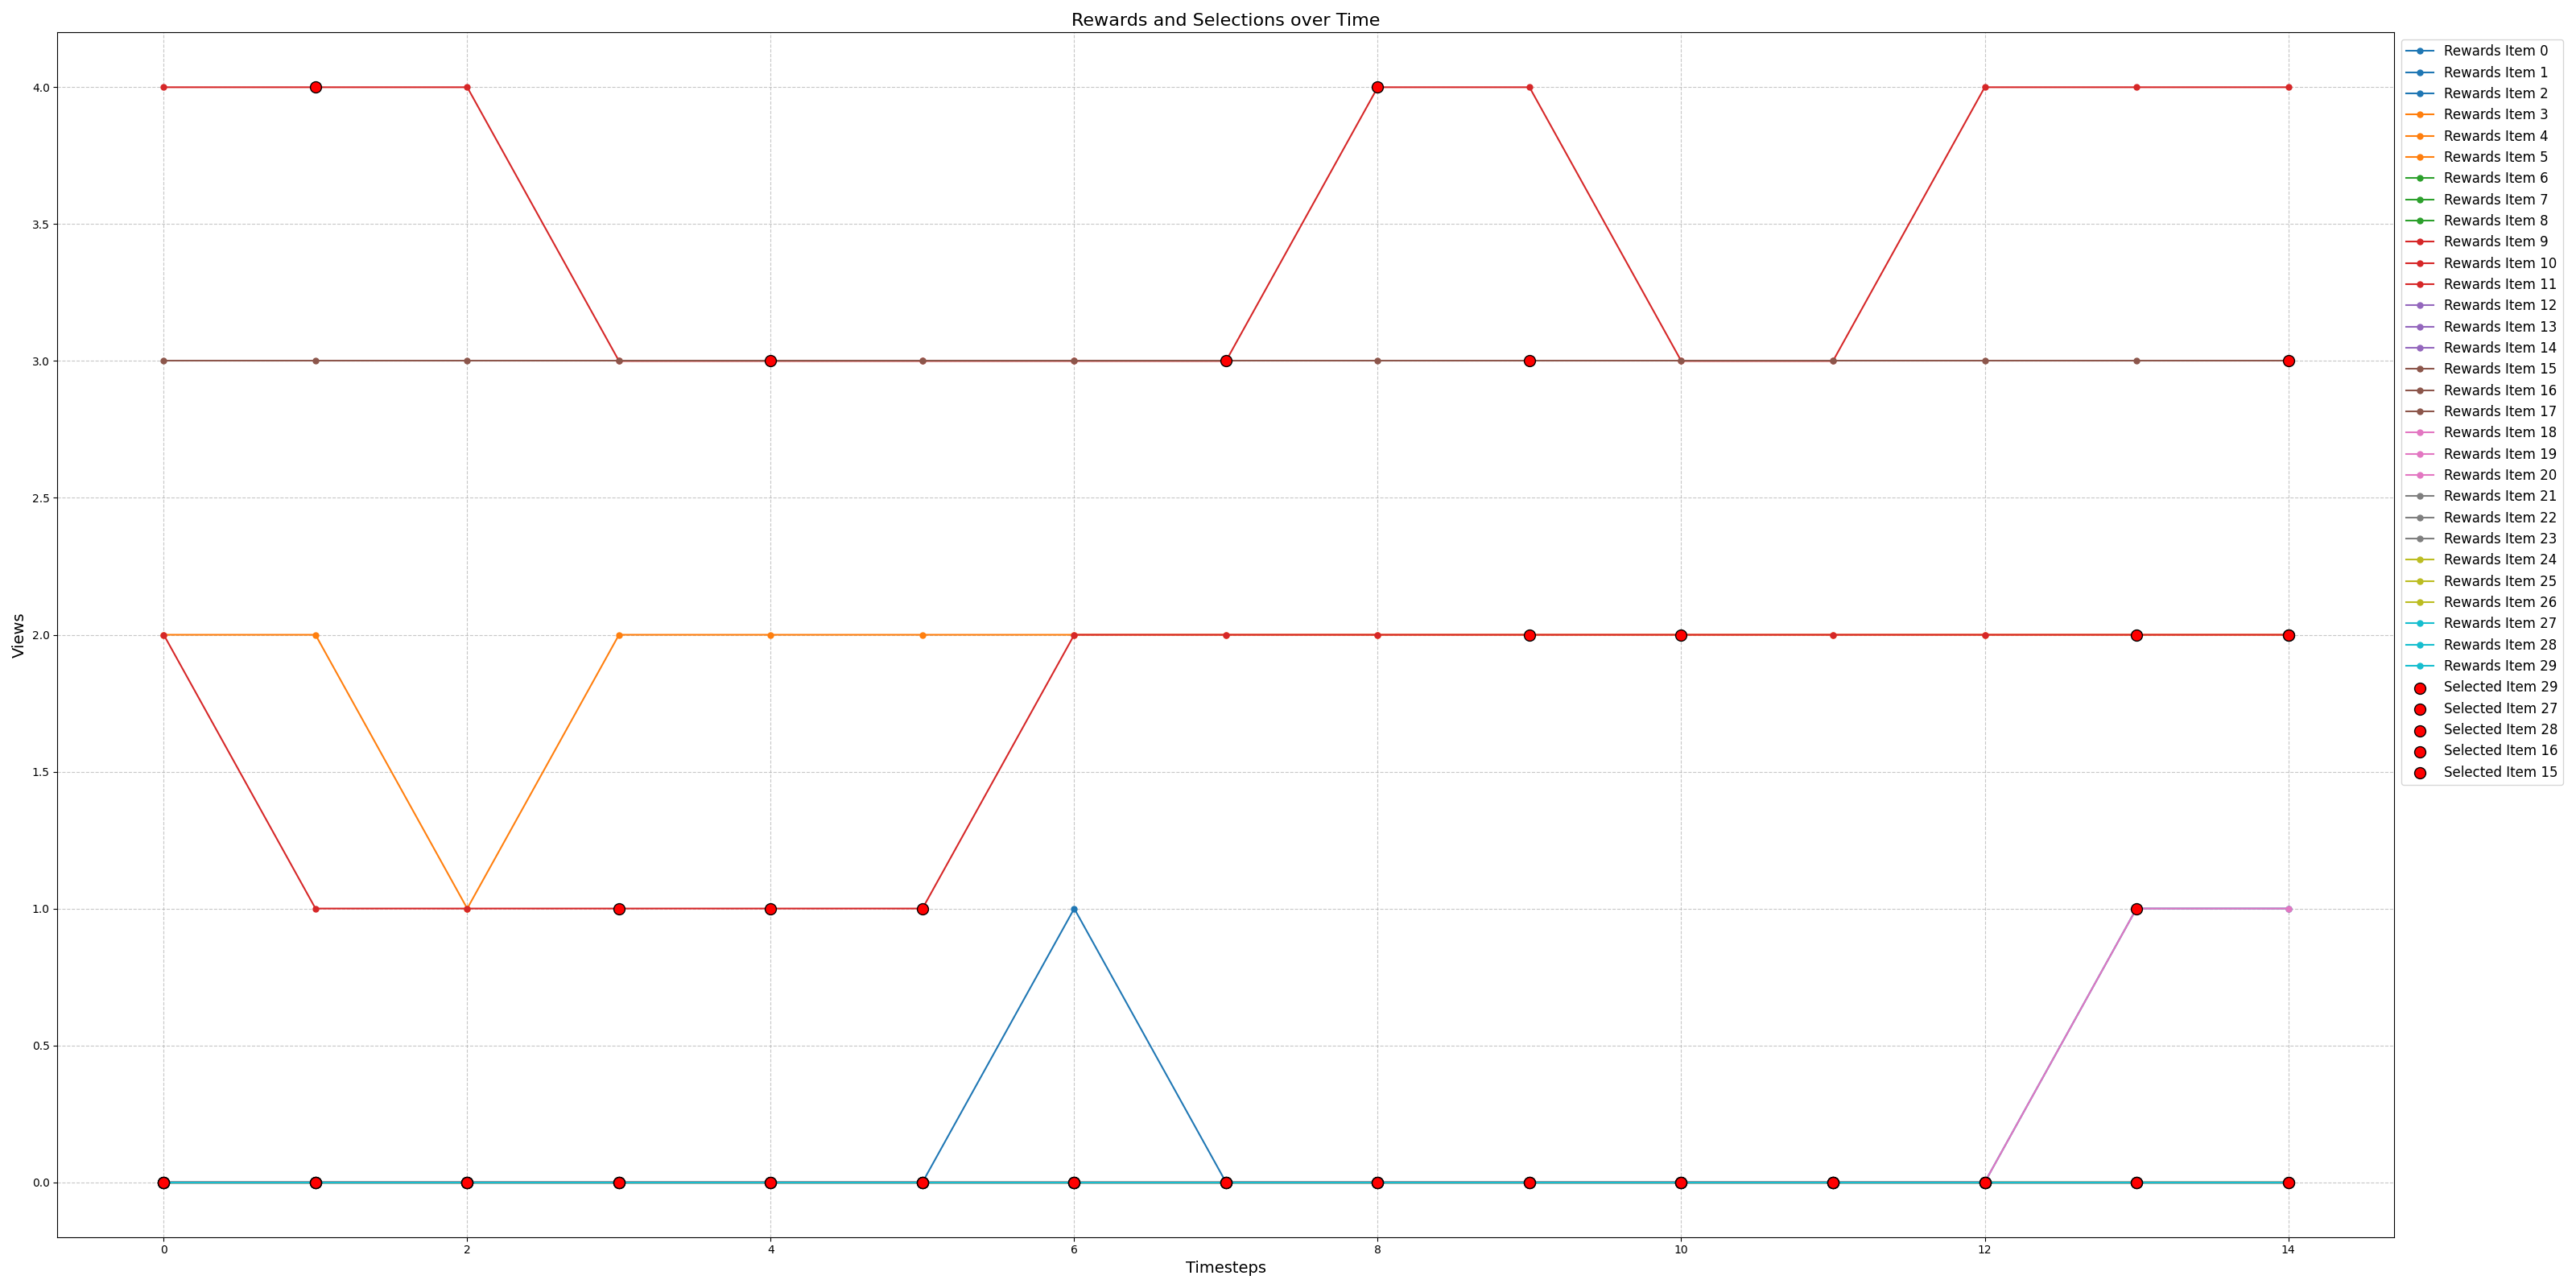 Rewards and Selections over Time
Views
4.0
3.5
3.0
2.5
2.0
1.5
1.0
0.5
0.0
0 2 4 6 8 10 12 14
Timesteps
Rewards Item 0
Rewards Item 1
Rewards Item 2
Rewards Item 3
Rewards Item 4
Rewards Item 5
Rewards Item 6
Rewards Item 7
Rewards Item 8
Rewards Item 9
Rewards Item 10
Rewards Item 11
Rewards Item 12
Rewards Item 13
Rewards Item 14
Rewards Item 15
Rewards Item 16
Rewards Item 17
Rewards Item 18
Rewards Item 19
Rewards Item 20
Rewards Item 21
Rewards Item 22
Rewards Item 23
Rewards Item 24
Rewards Item 25
Rewards Item 26
Rewards Item 27
Rewards Item 28
Rewards Item 29
Selected Item 29
Selected Item 27
Selected Item 28
Selected Item 16
Selected Item 15